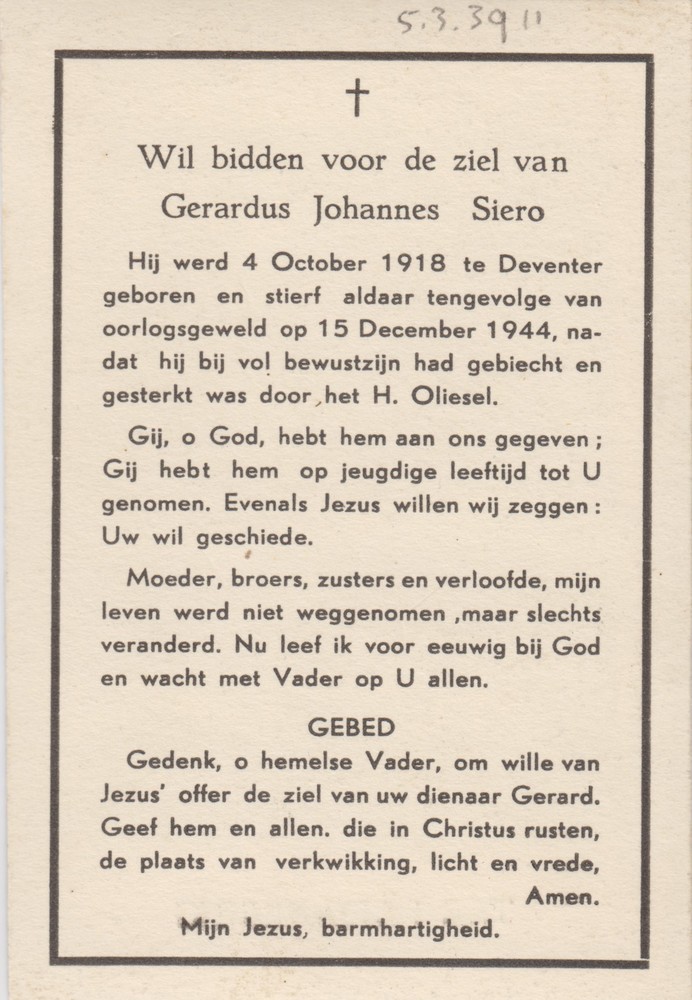 5.3.39 11
†
Wil bidden voor de ziel van
Gerardus Johannes Siero
Hij werd 4 October 1918 te Deventer
geboren en stierf aldaar tengevolge van
oorlogsgeweld op 15 December 1944, na-
dat hij bij vol bewustzijn had gebiecht en
gesterkt was door het H. Oliesel.
Gij, o God, hebt hem aan ons gegeven ;
Gij hebt hem op jeugdige leeftijd tot U
genomen. Evenals Jezus willen wij zeggen :
Uw wil geschiede.
Moeder, broers, zusters en verloofde, mijn
leven werd niet weggenomen ,maar slechts
veranderd. Nu leef ik voor eeuwig bij God
en wacht met Vader op U allen.
GEBED
Gedenk, o hemelse Vader, om wille van
Jezus' offer de ziel van uw dienaar Gerard.
Geef hem en allen. die in Christus rusten,
de plaats van verkwikking, licht en vrede,
Amen.
Mijn Jezus, barmhartigheid.